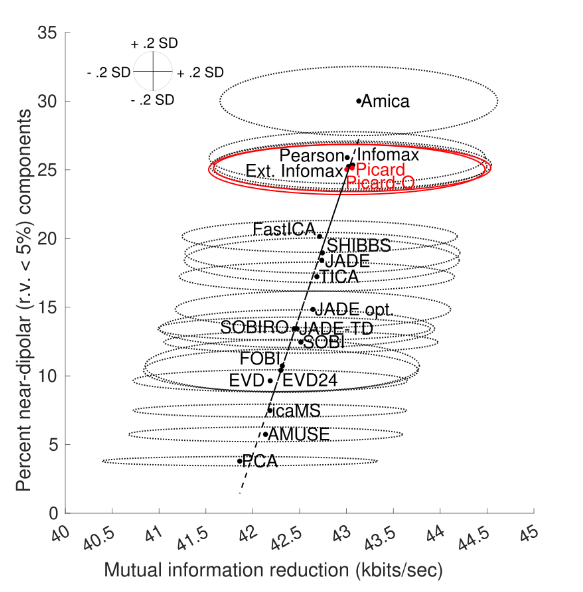 35
+ .2 SD
- .2 SD
+ .2 SD
- .2 SD
30
Amica
Pearson
Infomax
25
Ext. Infomax
Picard
Picard-O
20
FastICA
SHIBBS
JADE
TICA
15
JADE opt.
SOBIRO
JADE-TD
SOBI
FOBI
10
EVD
EVD24
icaMS
5
AMUSE
PCA
0
40
40.5
41
41.5
42
42.5
43
43.5
44
44.5
45
Percent near-dipolar (r.v. < 5%) components
Mutual information reduction (kbits/sec)